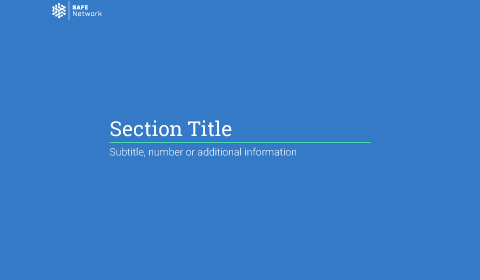 SAFE
Network
Section Title
Subtitle, number or additional information